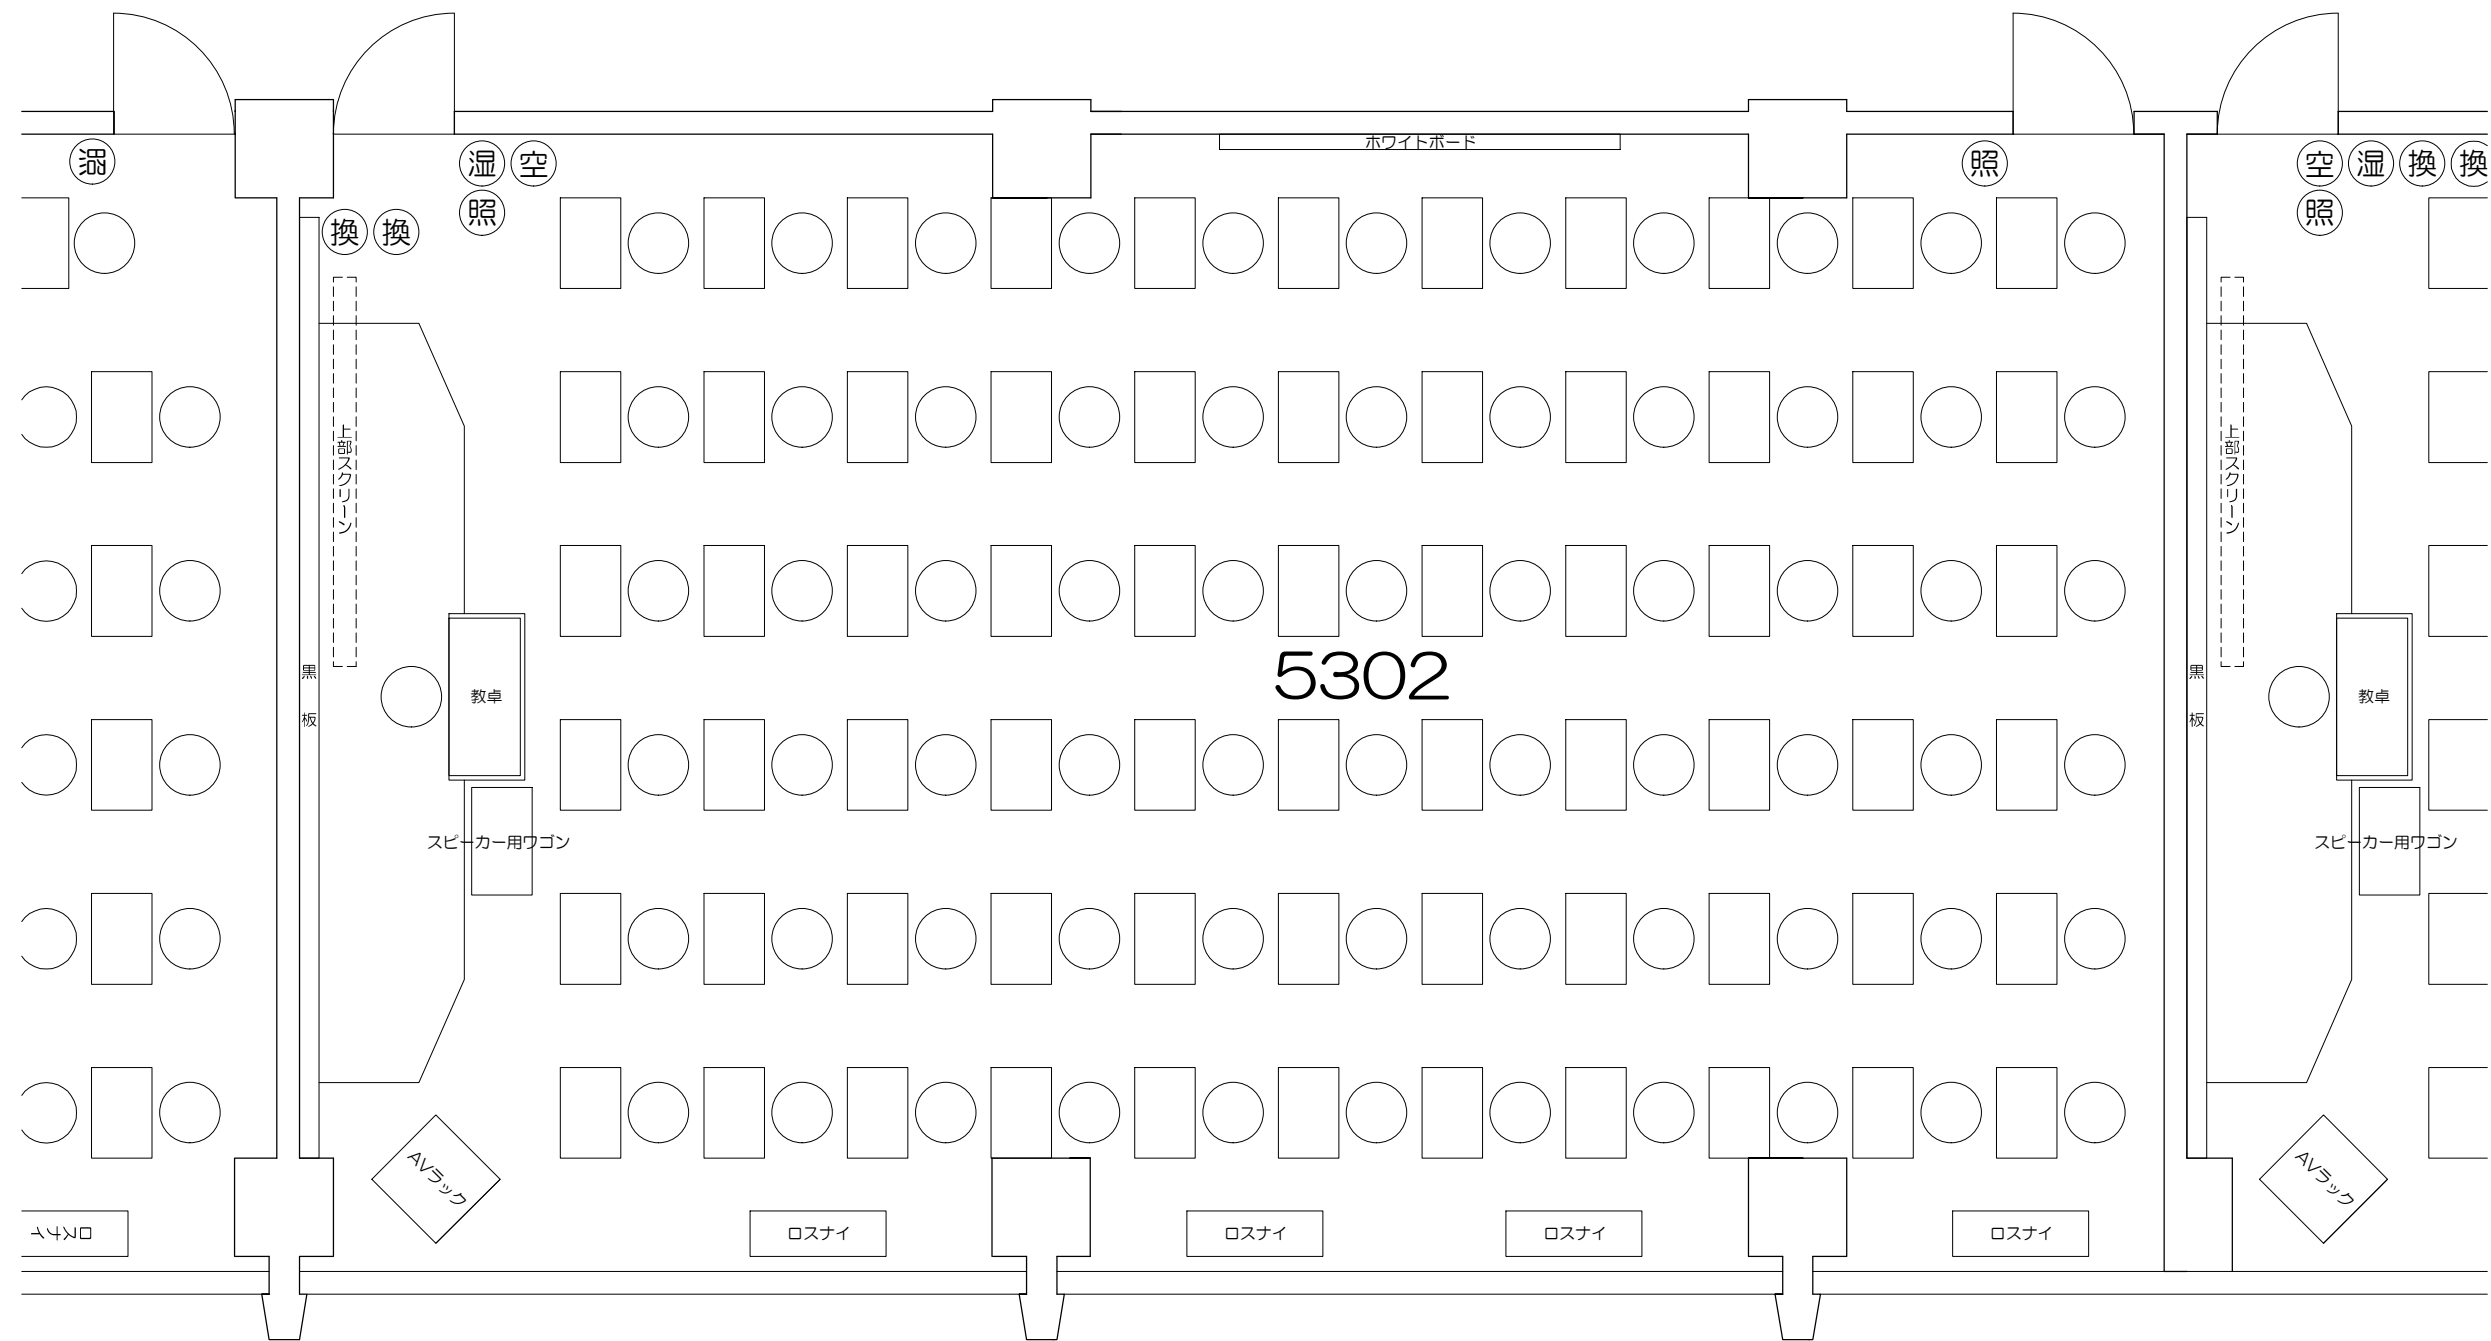 ホワイトボード
湿 湿 空 照 空 湿 換 換
照 照
換 換
上部スクリーン
上部スクリーン
5302
黒板
教卓
黒板
教卓
スピーカー用ワゴン
スピーカー用ワゴン
AVラック
AVラック
ロスナイ
ロスナイ
ロスナイ
ロスナイ
ロスナイ